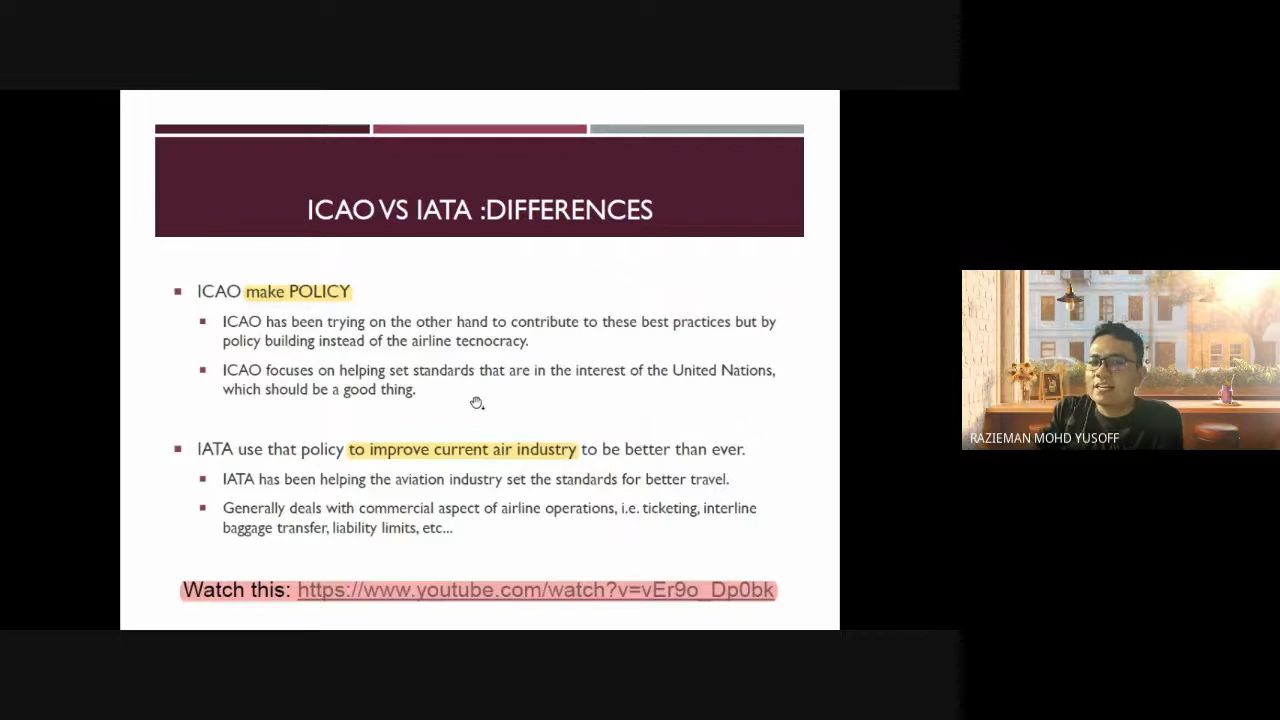 ICAO VS IATA :DIFFERENCES
ICAO make POLICY
ICAO has been trying on the other hand to contribute to these best practices but by
policy building instead of the airline tecnocracy.
ICAO focuses on helping set standards that are in the interest of the United Nations,
which should be a good thing.
IATA use that policy to improve current air industry to be better than ever.
IATA has been helping the aviation industry set the standards for better travel.
Generally deals with commercial aspect of airline operations, i.e. ticketing, interline
baggage transfer, liability limits, etc...
Watch this: https://www.youtube.com/watch?v=vEr9o_Dp0bk
RAZIEMAN MOHD YUSOFF